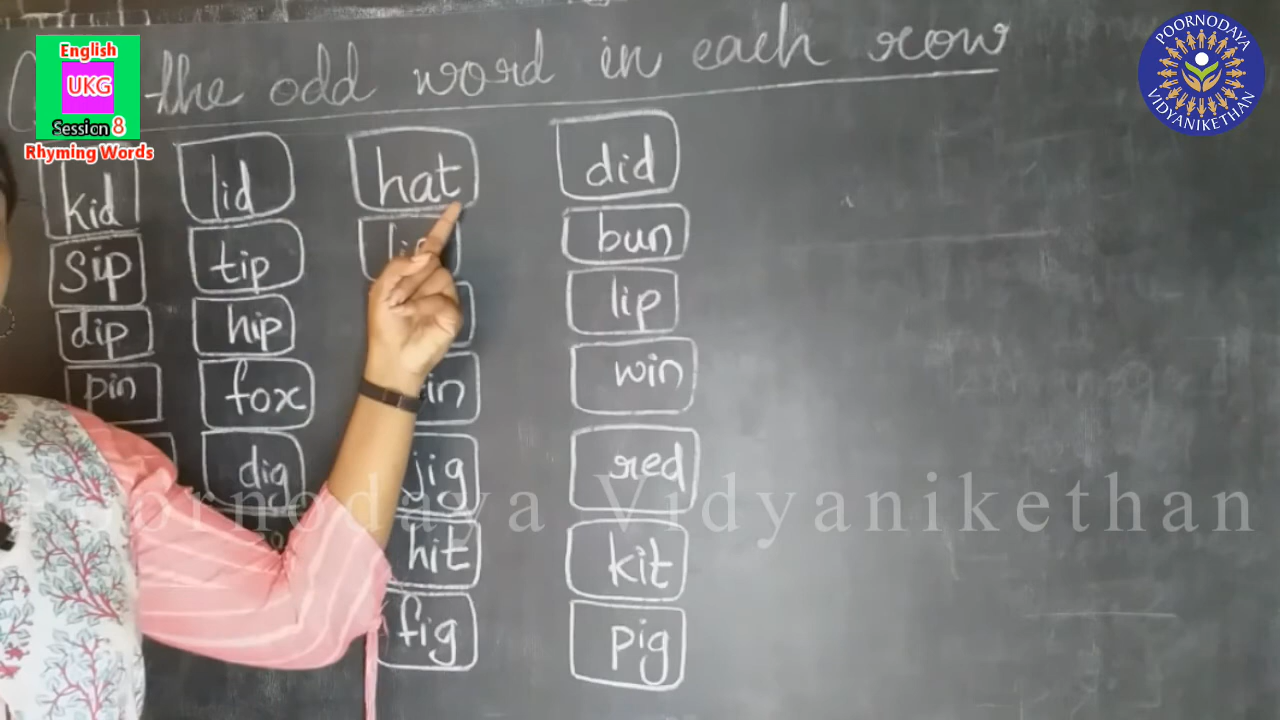 English
UKG
Session 8
Rhyming Words
POORNODAYA
VIDYANIKETHAN
the odd word in each row
kid lid hat did
sip tip bun
dip hip lip
pin fox win
dig jig red
hit kit
fig pig
Poornodaya Vidyanikethan